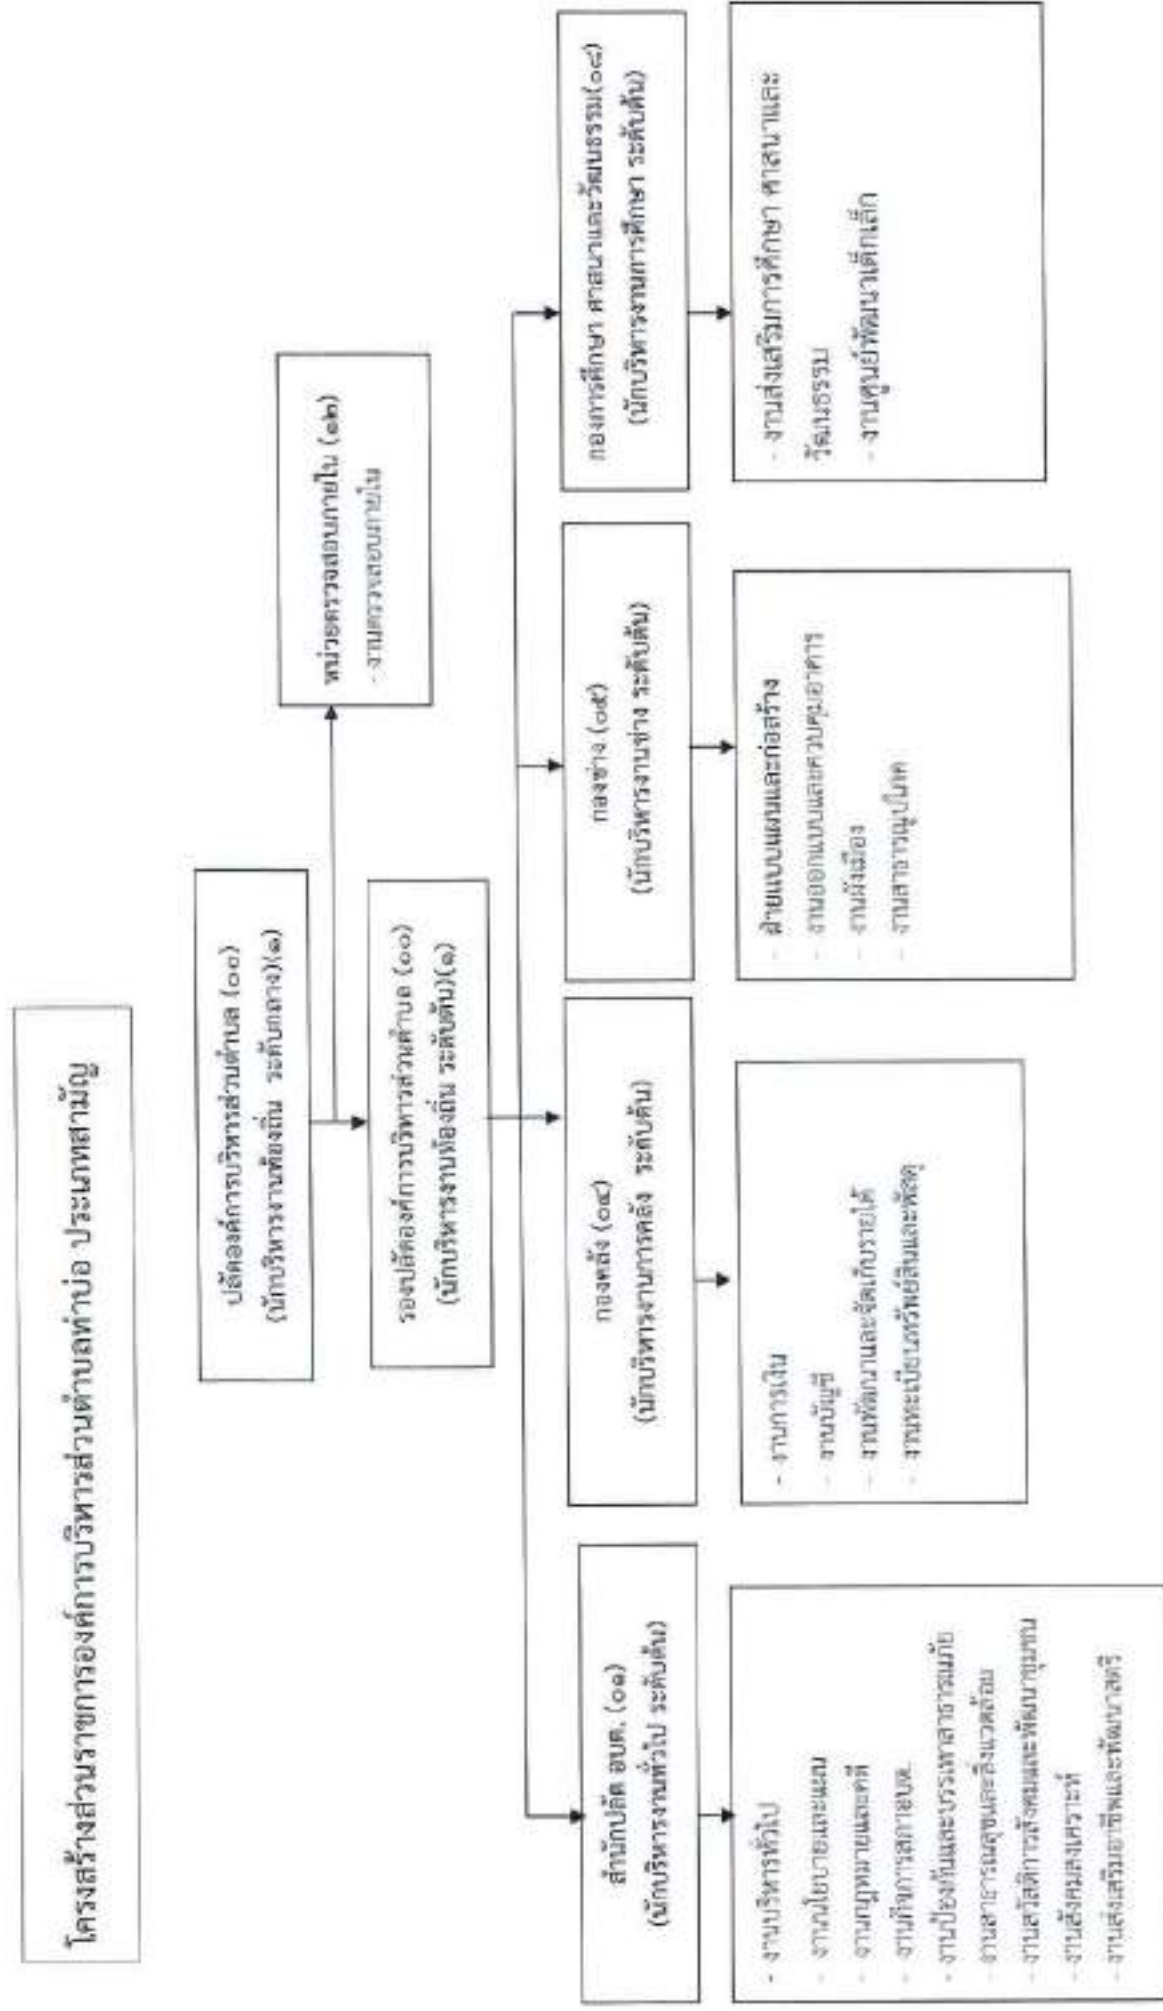 โครงสร้างส่วนราชการองค์การบริหารส่วนตำบลท่าบ่อ ประเภทสามัญ
ปลัดองค์การบริหารส่วนตำบล (๐๐)
(นักบริหารงานท้องถิ่น ระดับกลาง)(๑)
หน่วยตรวจสอบภายใน (๑๒)
- งานตรวจสอบภายใน
รองปลัดองค์การบริหารส่วนตำบล (๐๐)
(นักบริหารงานท้องถิ่น ระดับต้น)(๑)
สำนักปลัด อบต. (๐๑)
(นักบริหารงานทั่วไป ระดับต้น)
- งานบริหารทั่วไป
- งานนโยบายและแผน
- งานกฎหมายและคดี
- งานกิจการสภาอบต.
- งานป้องกันและบรรเทาสาธารณภัย
- งานสาธารณสุขและสิ่งแวดล้อม
- งานสวัสดิการสังคมและพัฒนาชุมชน
- งานสังคมสงเคราะห์
- งานส่งเสริมอาชีพและพัฒนาสตรี
กองคลัง (๐๔)
(นักบริหารงานการคลัง ระดับต้น)
- งานการเงิน
- งานบัญชี
- งานพัฒนาและจัดเก็บรายได้
- งานทะเบียนทรัพย์สินและพัสดุ
กองช่าง (๐๕)
(นักบริหารงานช่าง ระดับต้น)
- ฝ่ายแบบแผนและก่อสร้าง
- งานออกแบบและควบคุมอาคาร
- งานผังเมือง
- งานสาธารณูปโภค
กองการศึกษา ศาสนาและวัฒนธรรม(๐๘)
(นักบริหารงานการศึกษา ระดับต้น)
- งานส่งเสริมการศึกษา ศาสนาและ
วัฒนธรรม
- งานศูนย์พัฒนาเด็กเล็ก